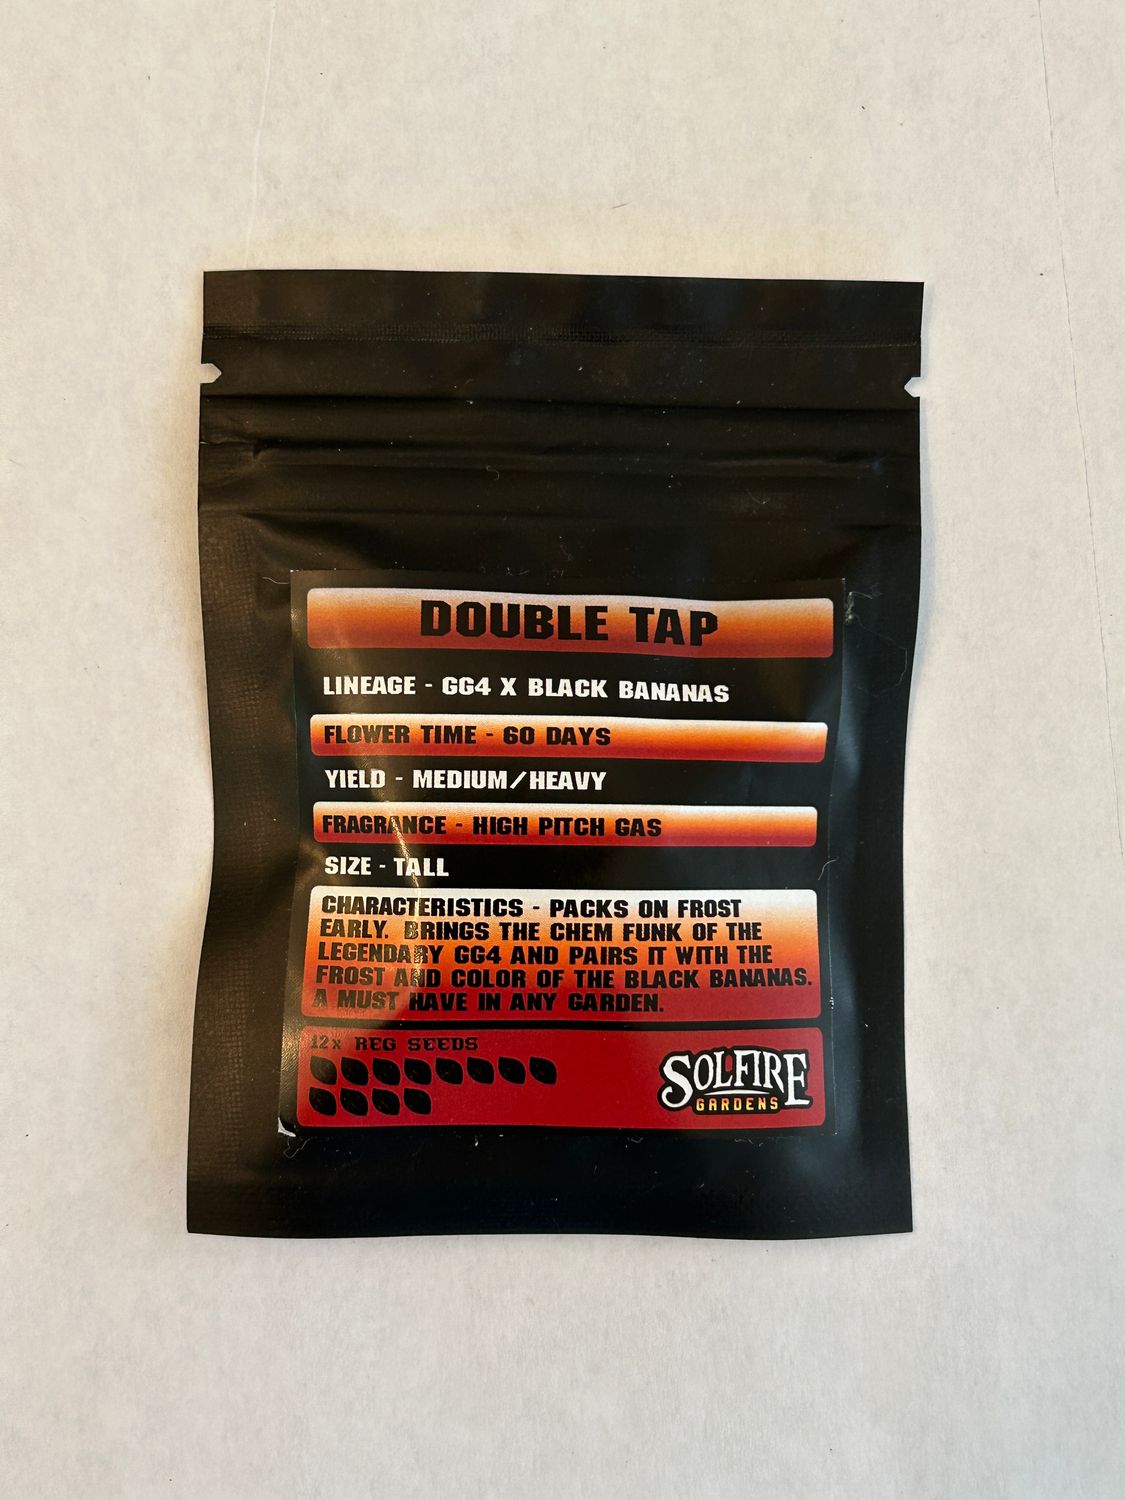 DOUBLE TAP
LINEAGE - GG4 X BLACK BANANAS
FLOWER TIME - 60 DAYS
YIELD - MEDIUM/HEAVY
FRAGRANCE - HIGH PITCH GAS
SIZE - TALL
CHARACTERISTICS - PACKS ON FROST
EARLY. BRINGS THE CHEM FUNK OF THE
LEGENDARY GG4 AND PAIRS IT WITH THE
FROST AND COLOR OF THE BLACK BANANAS.
A MUST HAVE IN ANY GARDEN.
12x REG SEEDS
SOLFIRE
GARDENS